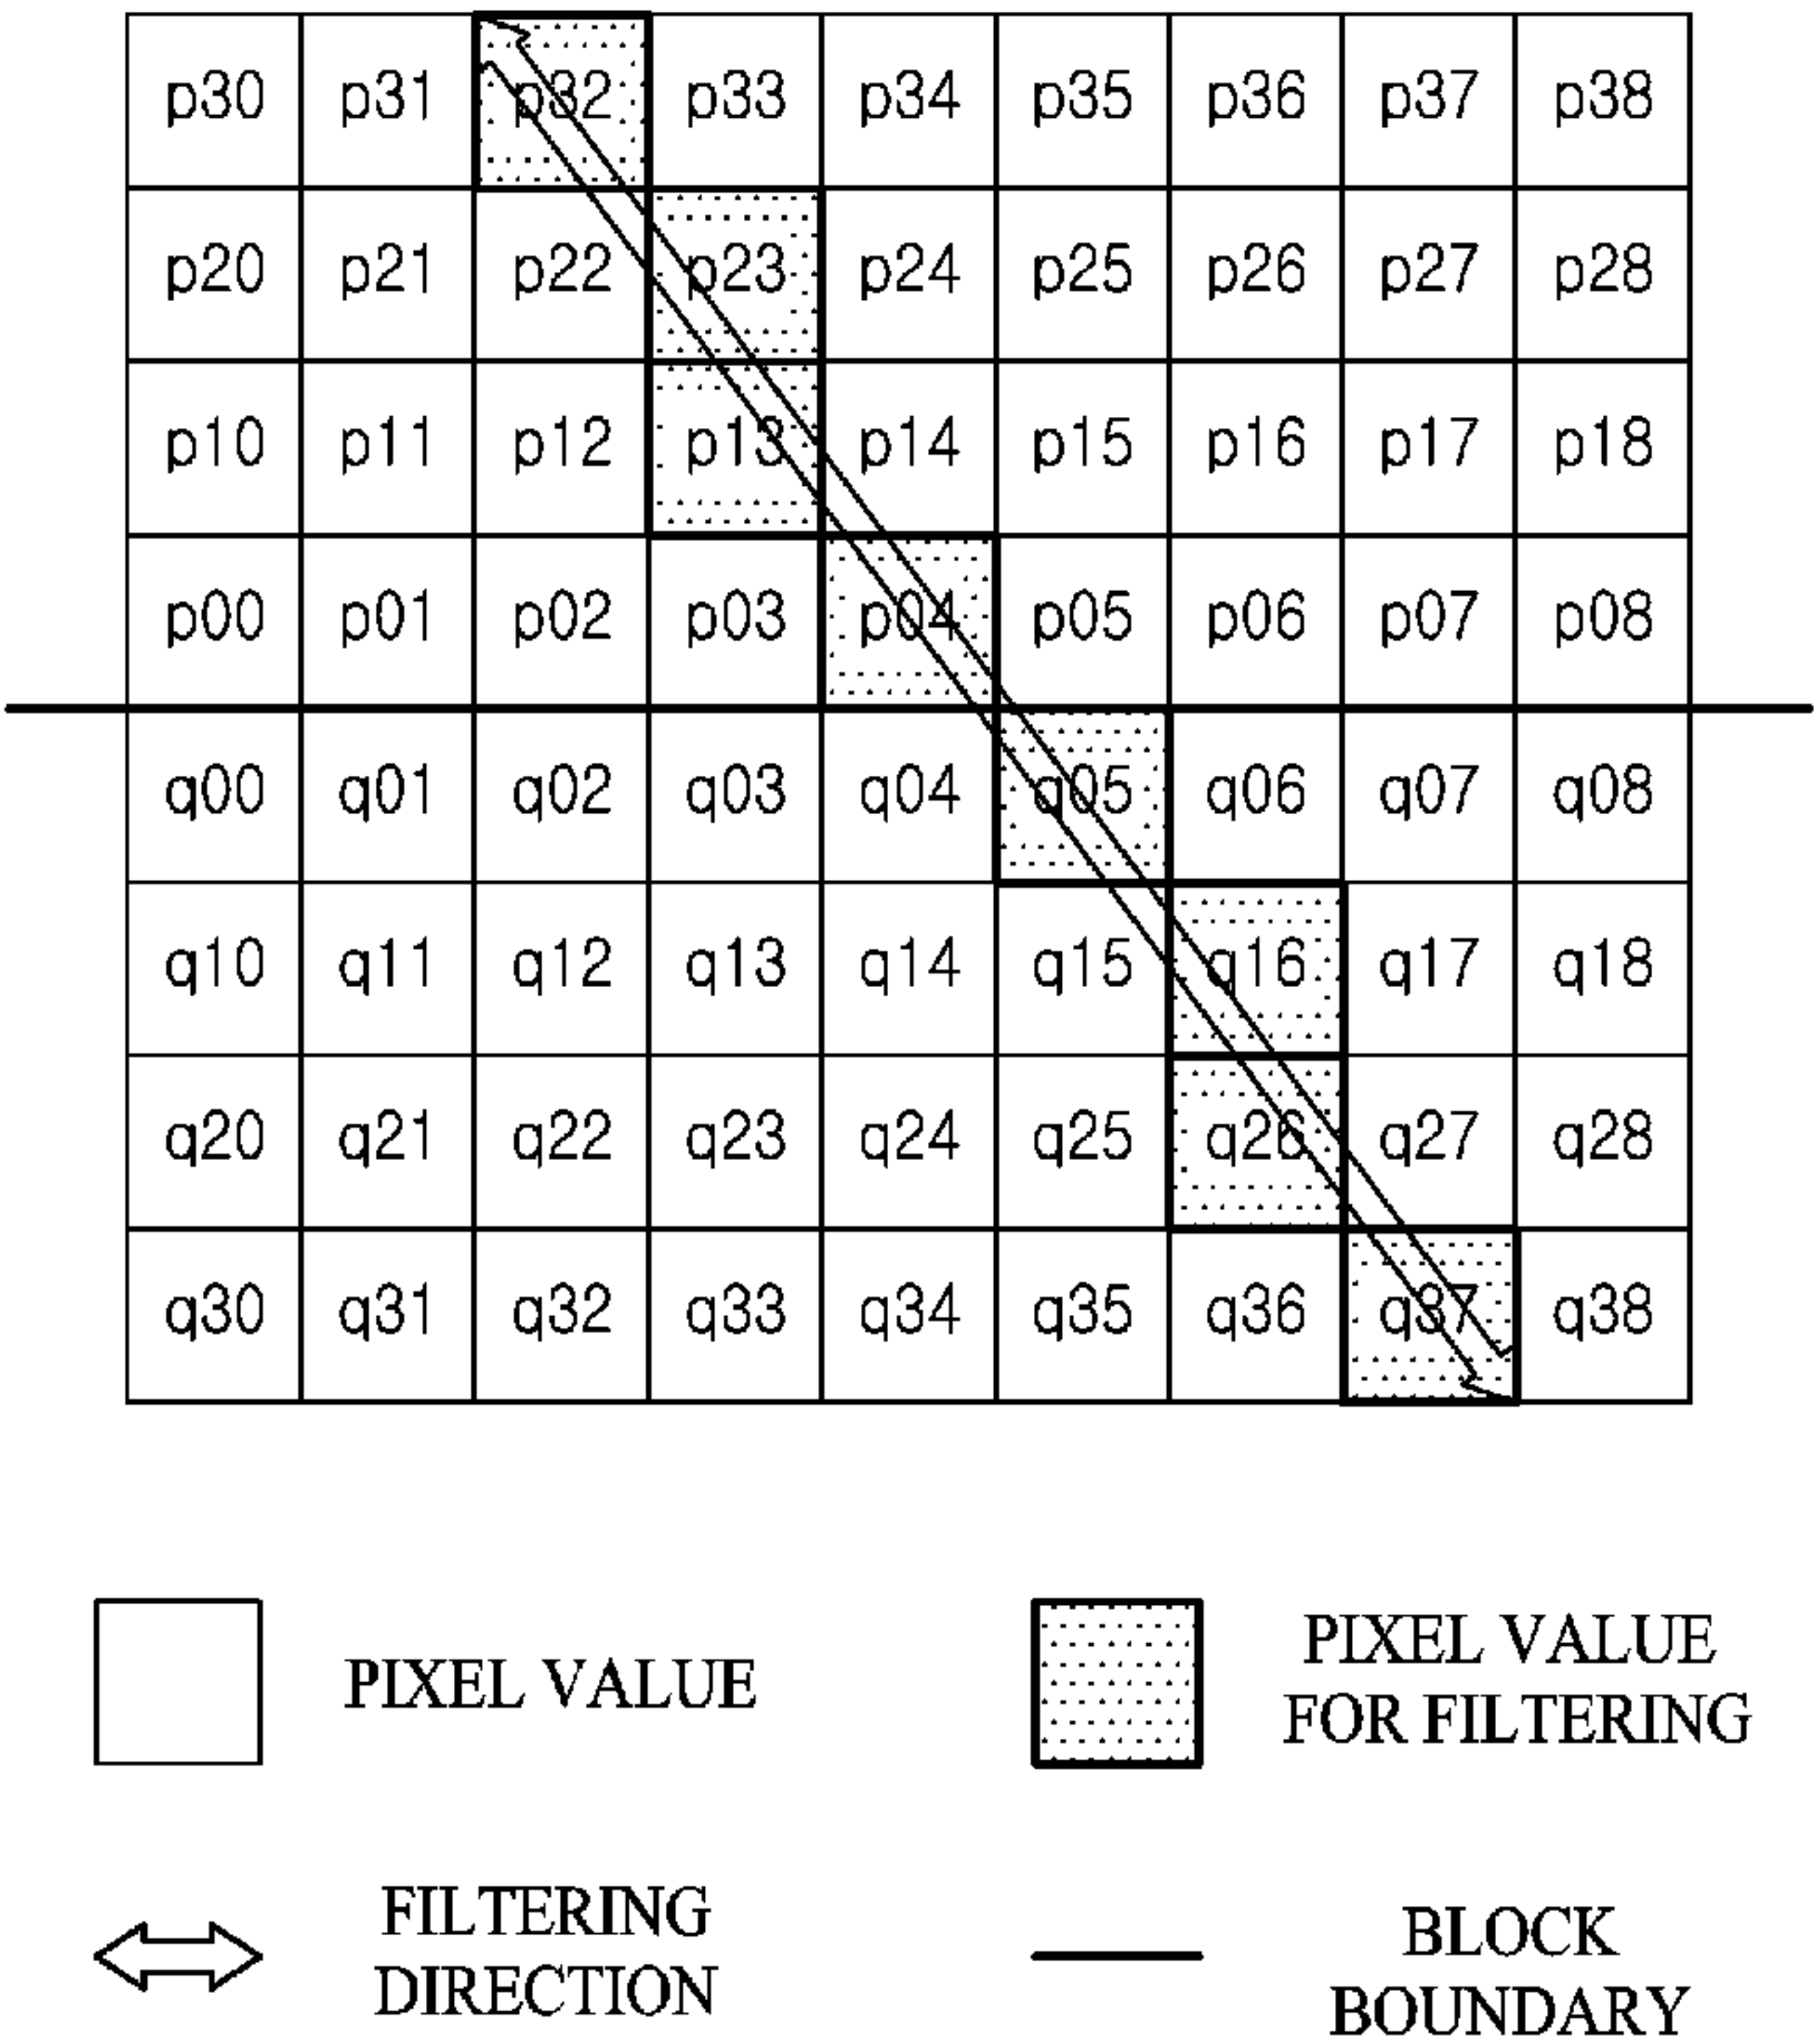 p30 p31 p32 p33 p34 p35 p36 p37 p38
p20 p21 p22 p23 p24 p25 p26 p27 p28
p10 p11 p12 p13 p14 p15 p16 p17 p18
p00 p01 p02 p03 p04 p05 p06 p07 p08
q00 q01 q02 q03 q04 q05 q06 q07 q08
q10 q11 q12 q13 q14 q15 q16 q17 q18
q20 q21 q22 q23 q24 q25 q26 q27 q28
q30 q31 q32 q33 q34 q35 q36 q37 q38
PIXEL VALUE
PIXEL VALUE
FOR FILTERING
FILTERING
DIRECTION
BLOCK
BOUNDARY